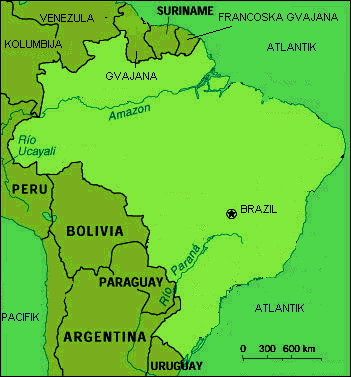 SURINAME
VENEZULA
FRANCOSKA GVAJANA
KOLUMBIJA
ATLANTIK
GVAJANA
Amazon
Río
Ucayali
PERU
BRAZIL
BOLIVIA
Río Paraná
PARAGUAY
ATLANTIK
PACIFIK
ARGENTINA
0 300 600 km
URUGUAY